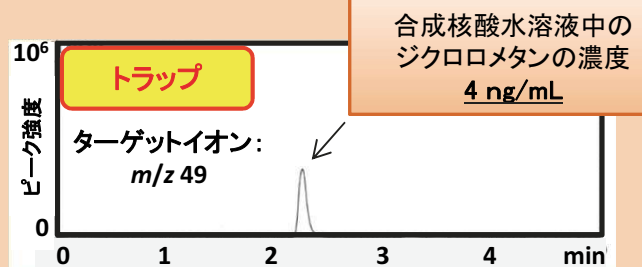 合成核酸水溶液中の
ジクロロメタンの濃度
4 ng/mL
10⁶
トラップ
ターゲットイオン：
m/z 49
ピーク強度
0
0 1 2 3 4 min